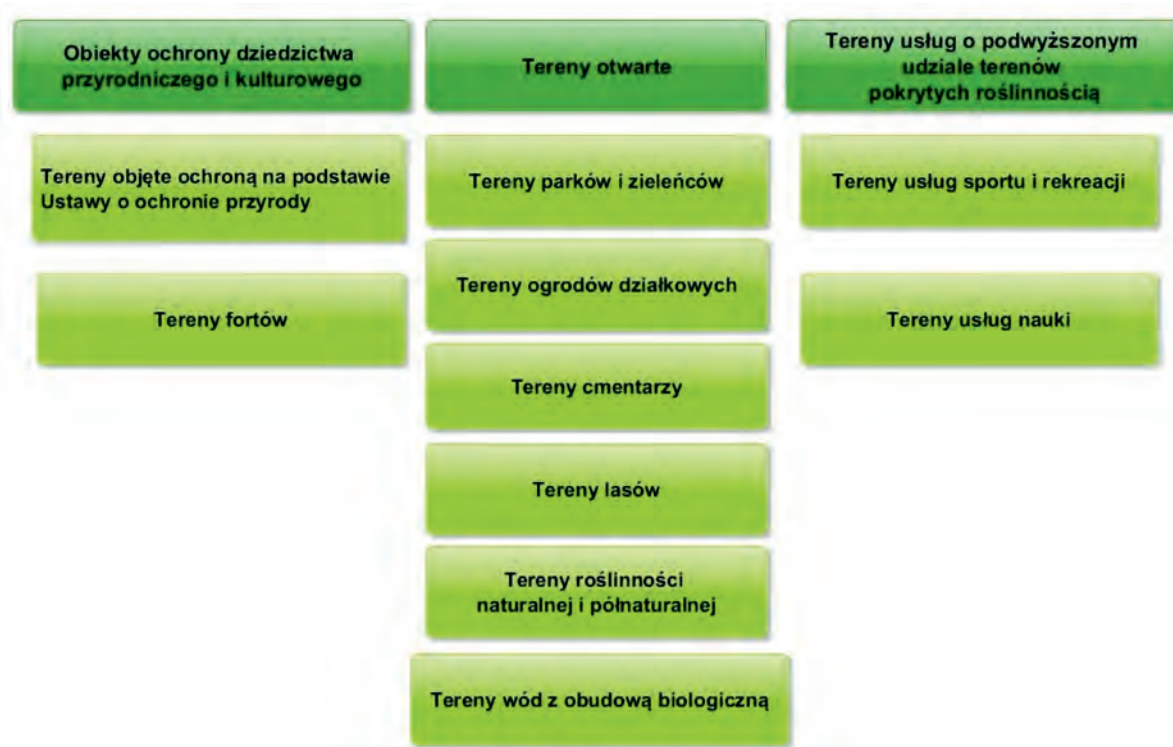 Obiekty ochrony dziedzictwa
przyrodniczego i kulturowego
Tereny objęte ochroną na podstawie
Ustawy o ochronie przyrody
Tereny fortów
Tereny otwarte
Tereny parków i zieleńców
Tereny ogrodów działkowych
Tereny cmentarzy
Tereny lasów
Tereny roślinności
naturalnej i półnaturalnej
Tereny wód z obudową biologiczną
Tereny usług o podwyższonym
udziale terenów
pokrytych roślinnością
Tereny usług sportu i rekreacji
Tereny usług nauki